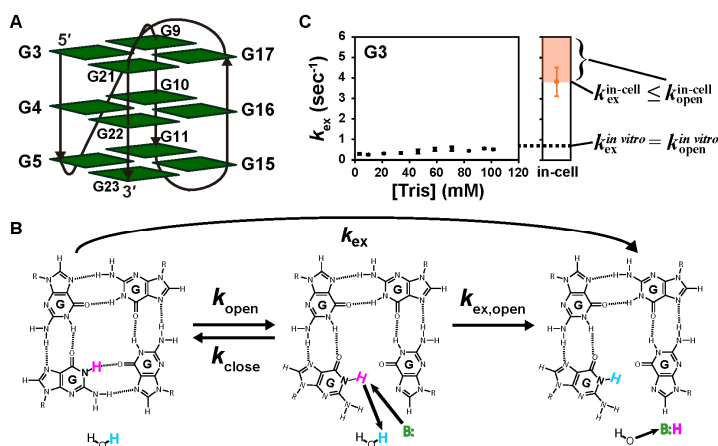 A
5′
G9
G3
G17
G21
G10
G4
G16
G22
G11
G5
G15
G23
3′
C
G3
k_ex (sec⁻¹)
6
5
4
3
2
1
0
0 20 40 60 80 100 120
[Tris] (mM)
in-cell
k_ex^in-cell ≤ k_open^in-cell
k_ex^in vitro = k_open^in vitro
B
k_ex
k_open
k_close
k_ex,open
R N N H N N R
N G O H N G N
N H O N
H H H
N O N H
N G N H O G N
N H N N
R H R
H O H
R N N H N N R
N G O H N G N
N H O N
H H H
N O N H
N G N H O G N
R N N H N N
H R
H O H B:
R N N H N N R
N G O H N G N
N H O N
H H H
N O N H
N G N H O G N
R N N H N N
H R
H O B:H